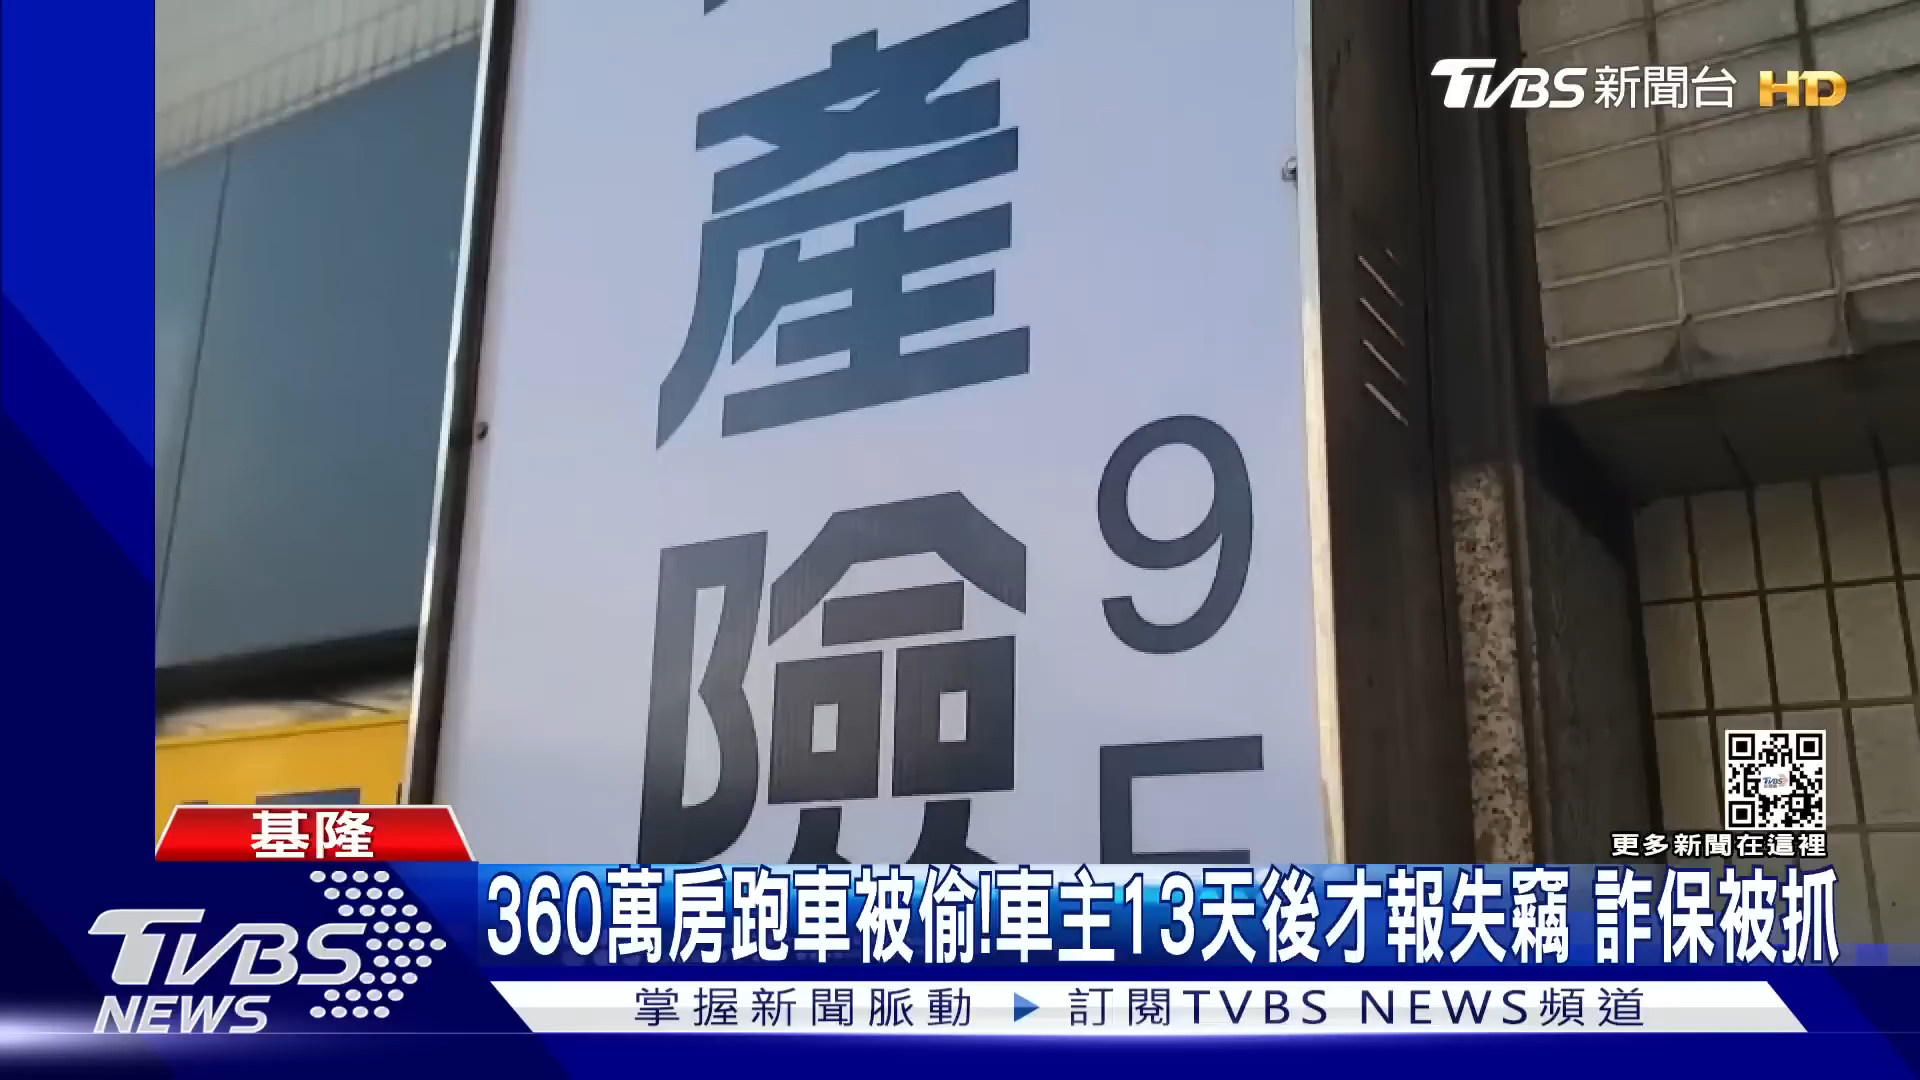 TVBS新聞台 HD
產
險
9
F
TVBS
更多新聞在這裡
基隆
360萬房跑車被偷!車主13天後才報失竊 詐保被抓
TVBS
NEWS
掌握新聞脈動 ▶ 訂閱TVBS NEWS頻道